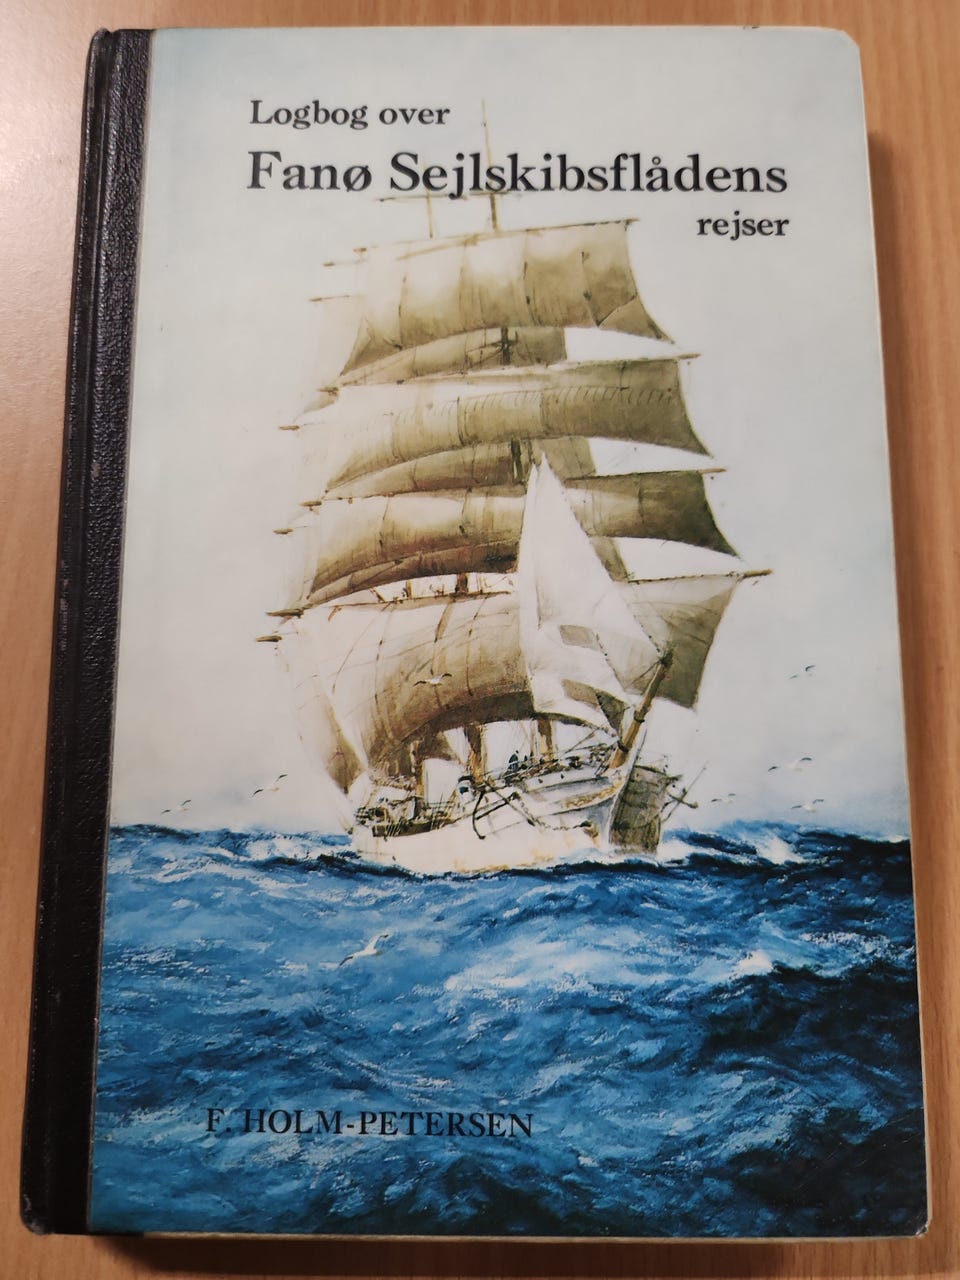 Logbog over
Fanø Sejlskibsflådens
rejser
F. HOLM-PETERSEN